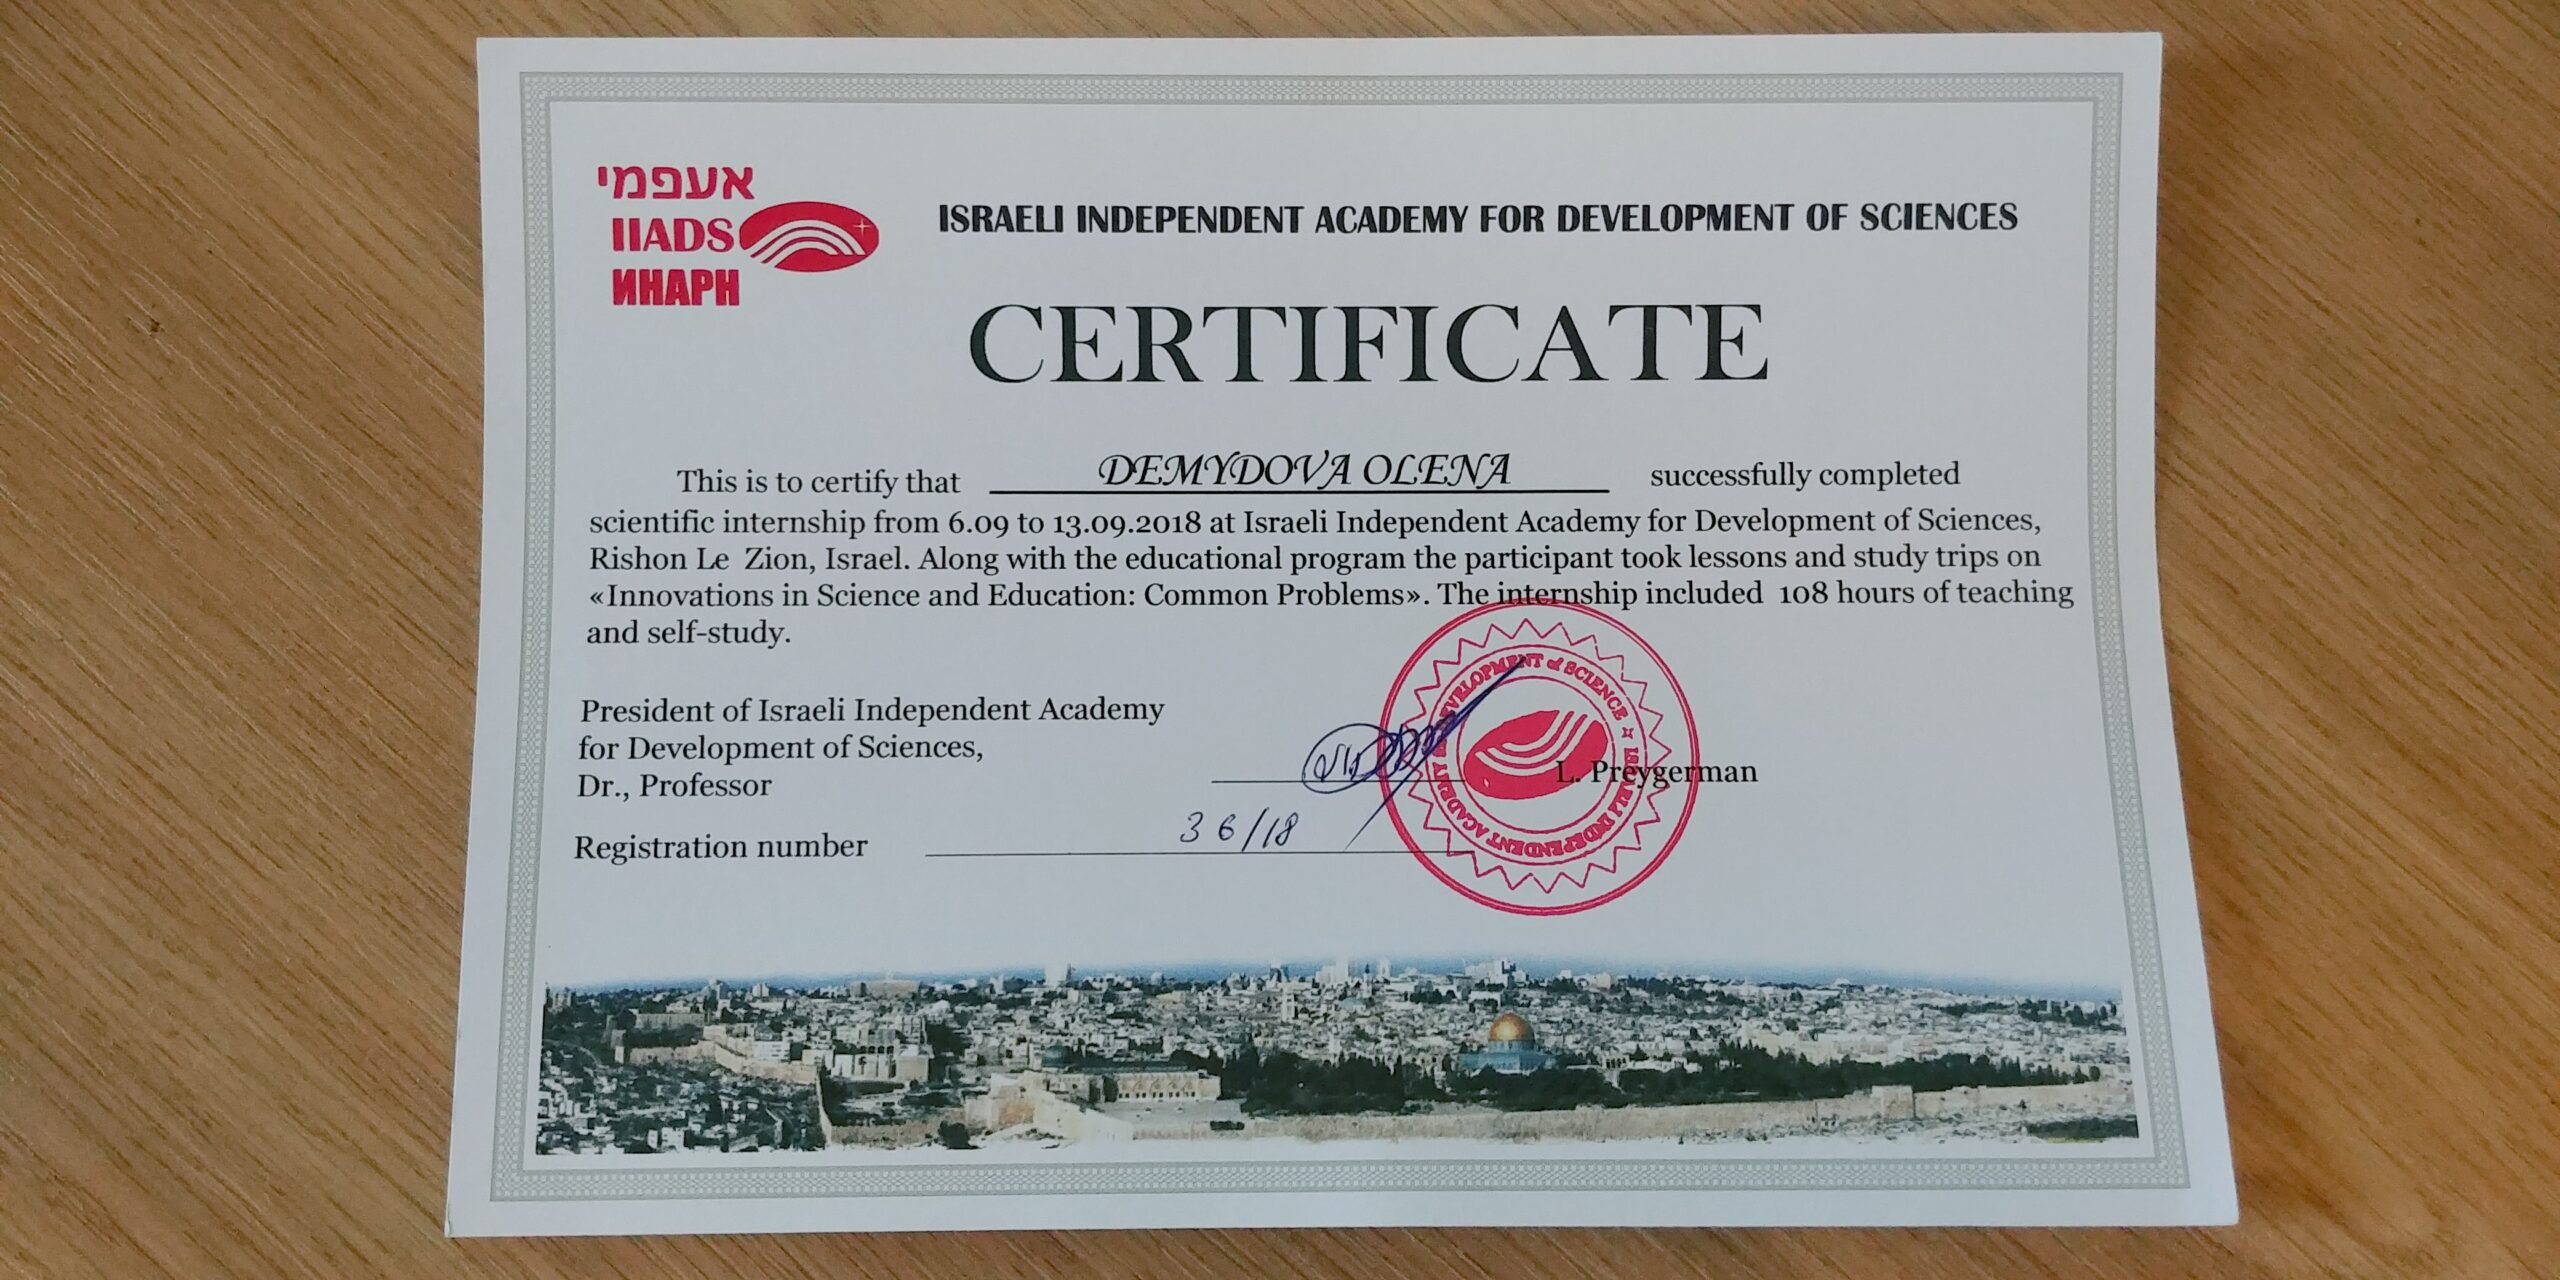 אעפמי
IIADS
ИНАРН
ISRAELI INDEPENDENT ACADEMY FOR DEVELOPMENT OF SCIENCES
CERTIFICATE
This is to certify that DEMYDOVA OLENA successfully completed
scientific internship from 6.09 to 13.09.2018 at Israeli Independent Academy for Development of Sciences,
Rishon Le Zion, Israel. Along with the educational program the participant took lessons and study trips on
«Innovations in Science and Education: Common Problems». The internship included 108 hours of teaching
and self-study.
President of Israeli Independent Academy
for Development of Sciences,
Dr., Professor
L. Preygerman
Registration number 36/18
ISRAELI INDEPENDENT ACADEMY DEVELOPMENT of SCIENCE